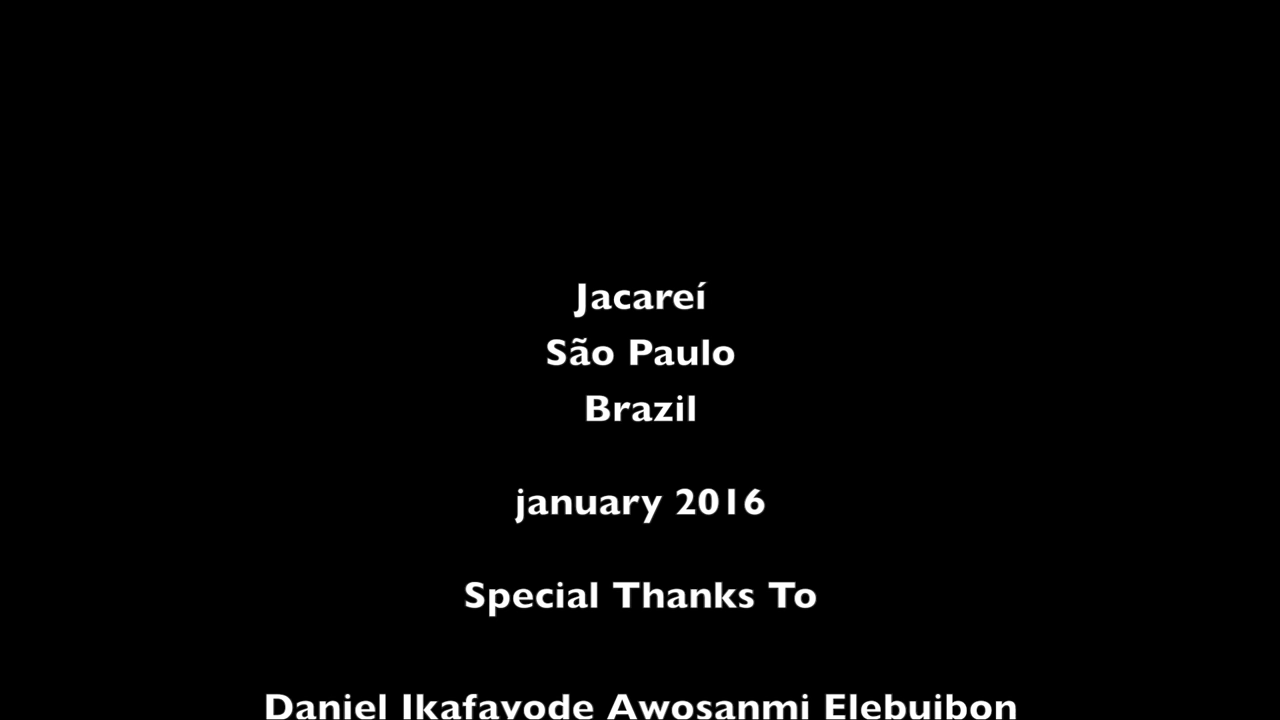 Jacareí
São Paulo
Brazil
january 2016
Special Thanks To
Daniel Ikafayode Awosanmi Elebuibon